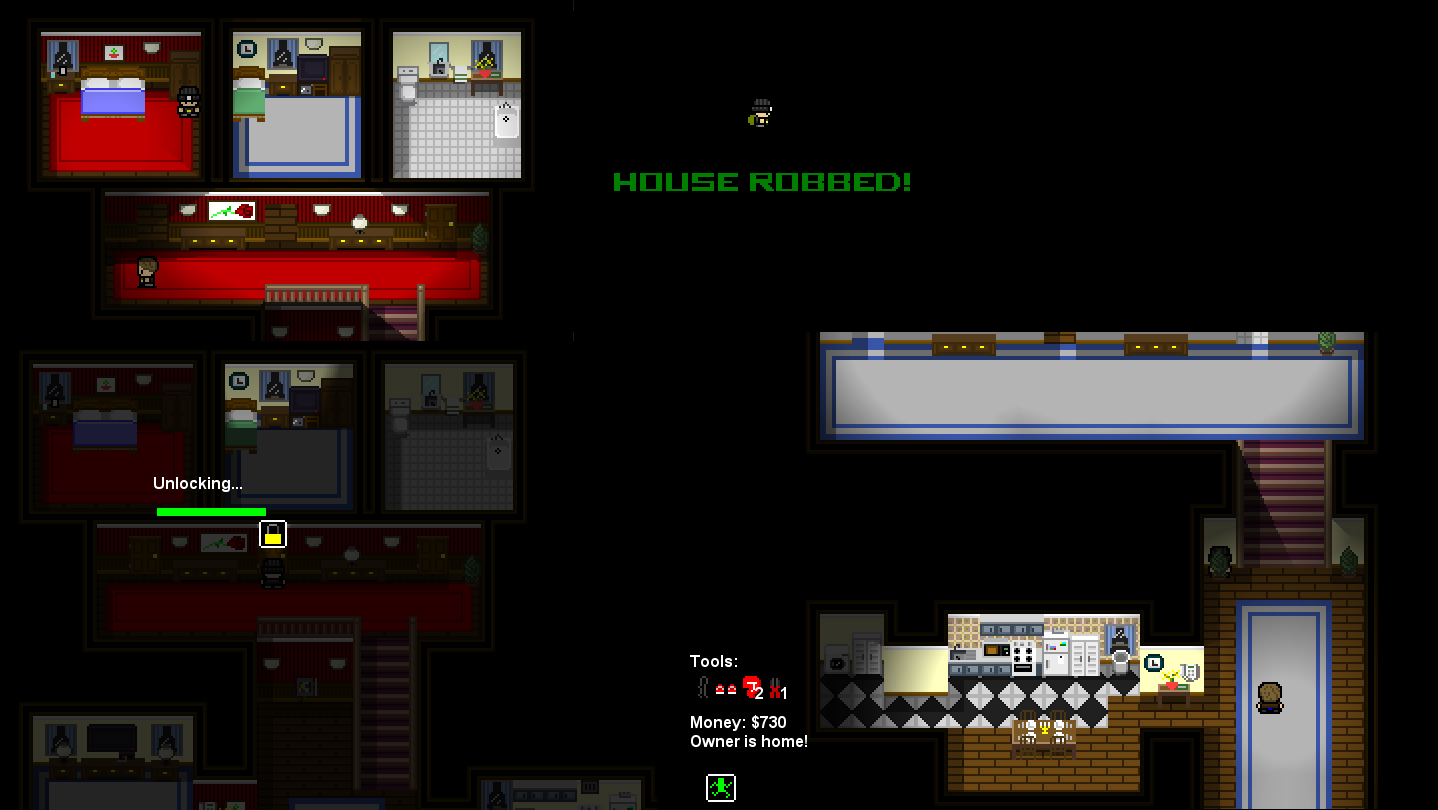 HOUSE ROBBED!
Unlocking...
Tools:
2 1
Money: $730
Owner is home!